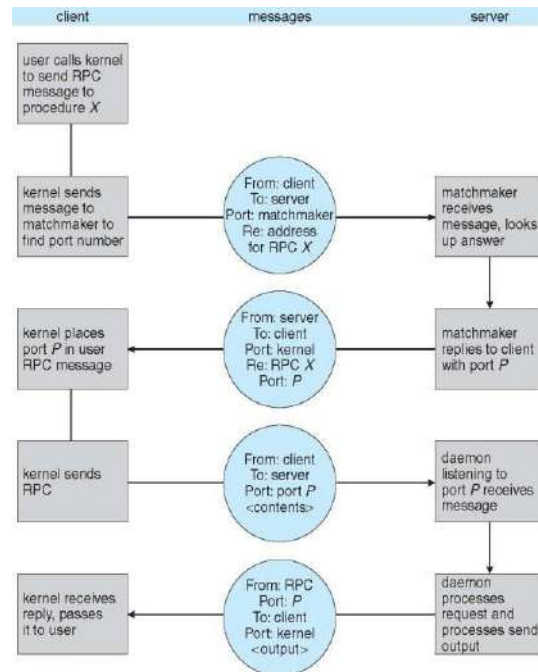 client messages server
user calls kernel
to send RPC
message to
procedure X
kernel sends
message to
matchmaker to
find port number
From: client
To: server
Port: matchmaker
Re: address
for RPC X
matchmaker
receives
message, looks
up answer
kernel places
port P in user
RPC message
From: server
To: client
Port: kernel
Re: RPC X
Port: P
matchmaker
replies to client
with port P
kernel sends
RPC
From: client
To: server
Port: port P
<contents>
daemon
listening to
port P receives
message
kernel receives
reply, passes
it to user
From: RPC
Port: P
To: client
Port: kernel
<output>
daemon
processes
request and
processes send
output